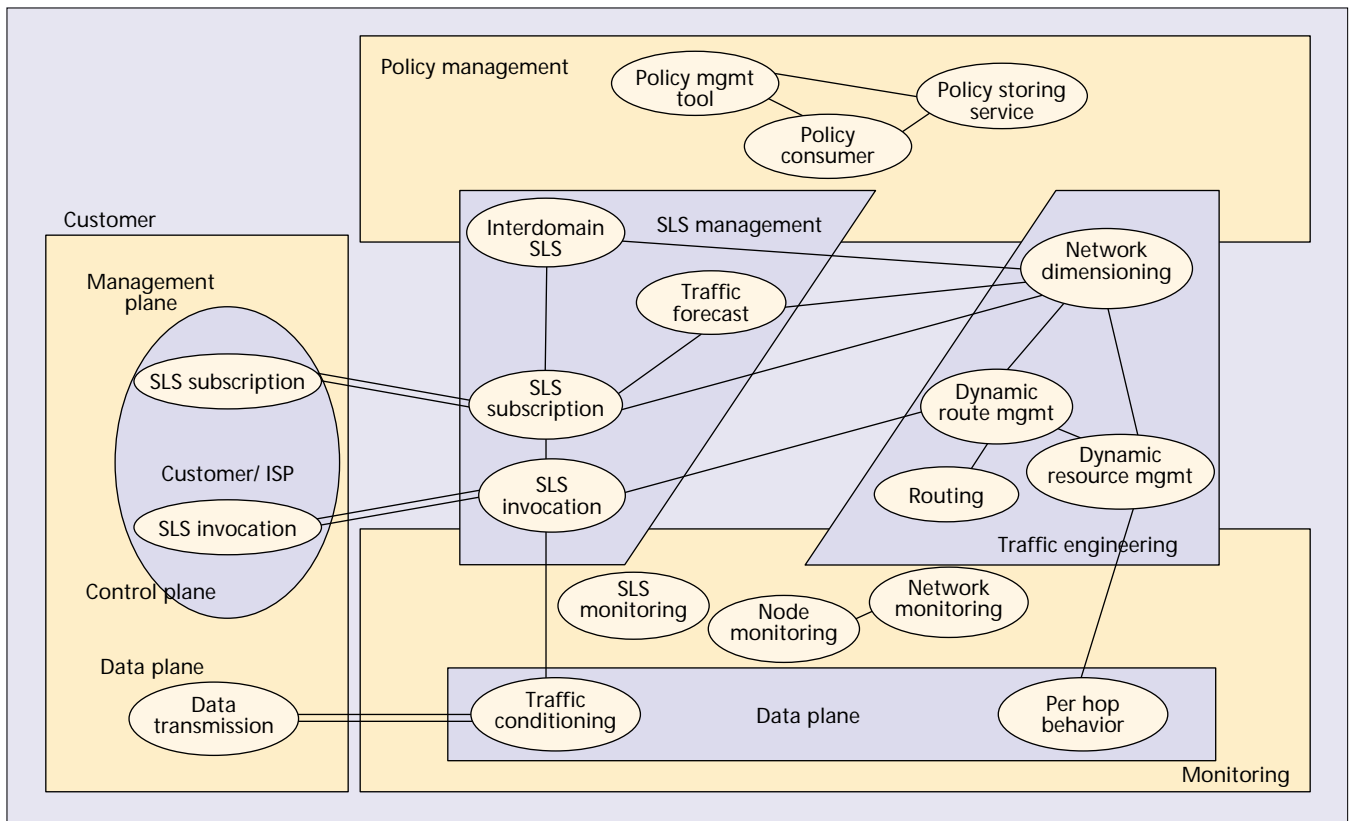 Policy management
Policy mgmt
tool
Policy storing
service
Policy
consumer
Customer
Management
plane
SLS subscription
Customer/ ISP
SLS invocation
Control plane
Data plane
Data
transmission
Interdomain
SLS
SLS management
Traffic
forecast
SLS
subscription
SLS
invocation
Network
dimensioning
Dynamic
route mgmt
Dynamic
resource mgmt
Routing
Traffic engineering
SLS
monitoring
Node
monitoring
Network
monitoring
Traffic
conditioning
Data plane
Per hop
behavior
Monitoring